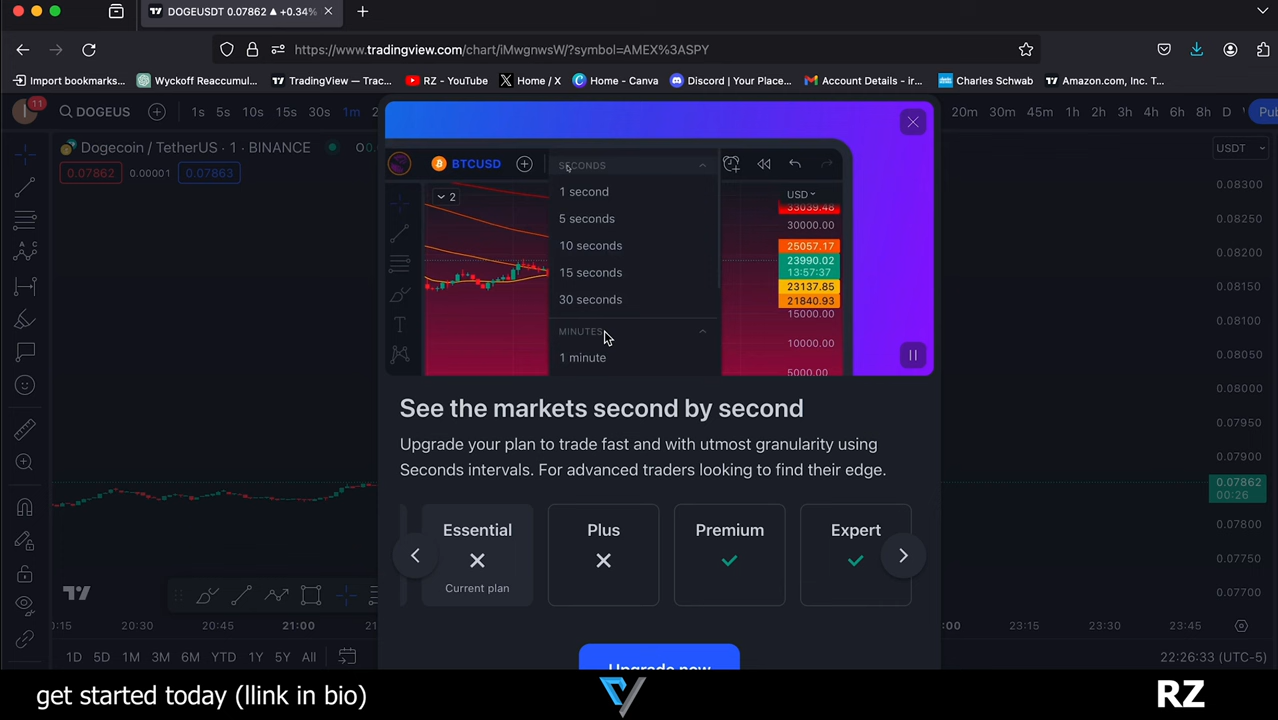 DOGEUSDT 0.07862 ▲ +0.34%
https://www.tradingview.com/chart/iMwgnwsW/?symbol=AMEX%3ASPY
Import bookmarks... Wyckoff Reaccumul... TradingView — Trac... RZ - YouTube Home / X Home - Canva Discord | Your Place... Account Details - ir... Charles Schwab Amazon.com, Inc. T...
11 DOGEUS 1s 5s 10s 15s 30s 1m 20m 30m 45m 1h 2h 3h 4h 6h 8h D Pu
Dogecoin / TetherUS · 1 · BINANCE
0.07862 0.00001 0.07863
USDT
BTCUSD
2
SECONDS
1 second
5 seconds
10 seconds
15 seconds
30 seconds
MINUTES
1 minute
USD
33039.48
30000.00
25057.17
23990.02
13:57:37
23137.85
21840.93
15000.00
10000.00
5000.00
See the markets second by second
Upgrade your plan to trade fast and with utmost granularity using
Seconds intervals. For advanced traders looking to find their edge.
Essential Plus Premium Expert
Current plan
Upgrade now
0.08300
0.08250
0.08200
0.08150
0.08100
0.08050
0.08000
0.07950
0.07900
0.07862
00:26
0.07800
0.07750
0.07700
:15 20:30 20:45 21:00 :00 23:15 23:30 23:45
1D 5D 1M 3M 6M YTD 1Y 5Y All 22:26:33 (UTC-5)
get started today (llink in bio) RZ